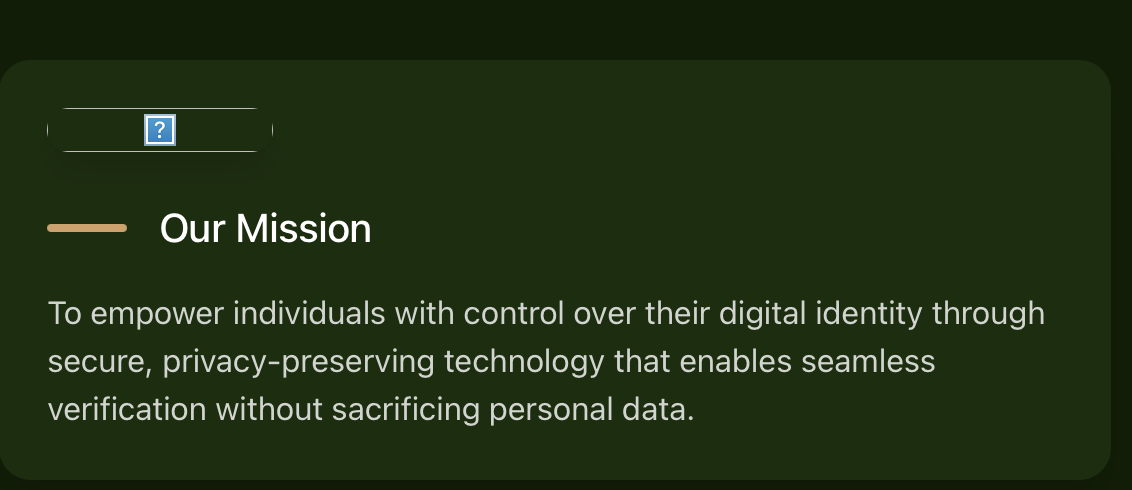 Our Mission
To empower individuals with control over their digital identity through
secure, privacy-preserving technology that enables seamless
verification without sacrificing personal data.